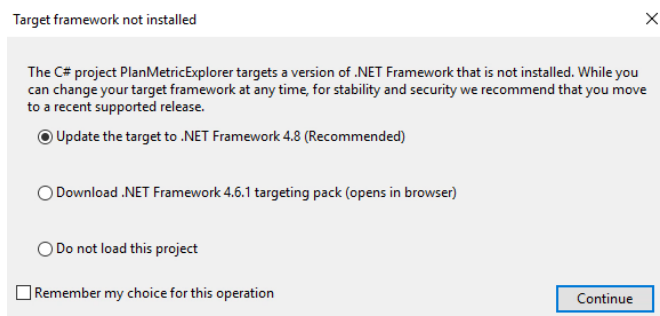 Target framework not installed
The C# project PlanMetricExplorer targets a version of .NET Framework that is not installed. While you
can change your target framework at any time, for stability and security we recommend that you move
to a recent supported release.
Update the target to .NET Framework 4.8 (Recommended)
Download .NET Framework 4.6.1 targeting pack (opens in browser)
Do not load this project
Remember my choice for this operation
Continue